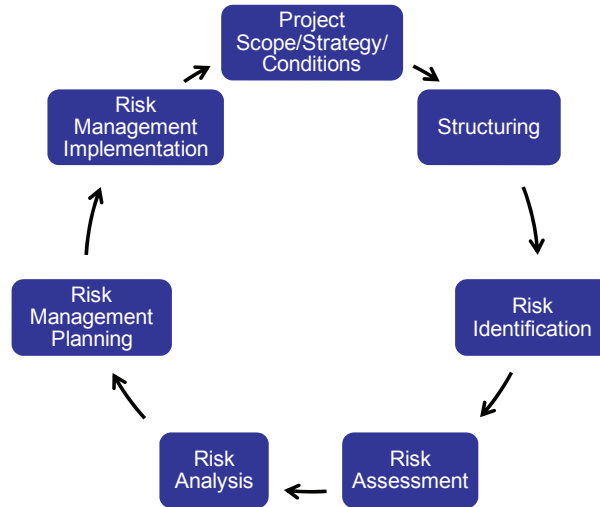 Project
Scope/Strategy/
Conditions
Structuring
Risk
Identification
Risk
Assessment
Risk
Analysis
Risk
Management
Planning
Risk
Management
Implementation